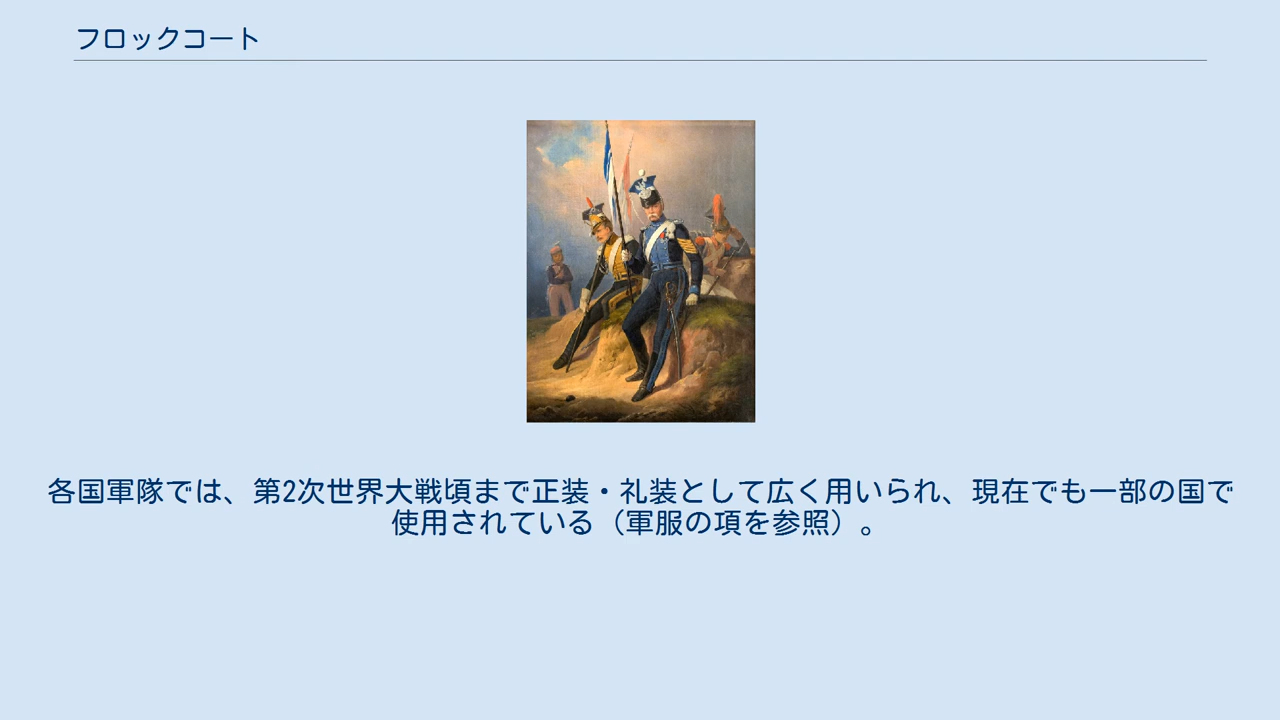 フロックコート
各国軍隊では、第2次世界大戦頃まで正装・礼装として広く用いられ、現在でも一部の国で
使用されている（軍服の項を参照）。